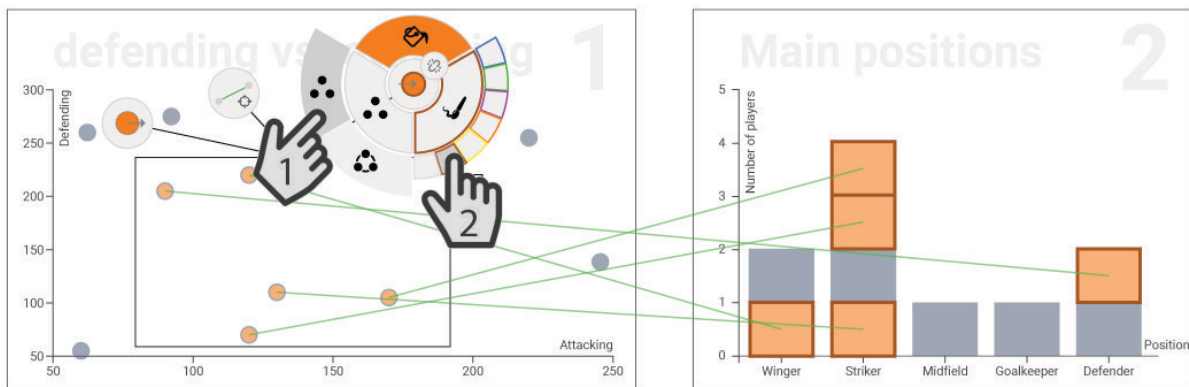 defending vs
ing
1
Defending
300
250
200
150
100
50
50
100
150
200
250
Attacking
1
2
Main positions
2
Number of players
5
4
3
2
1
0
Winger
Striker
Midfield
Goalkeeper
Defender
Position